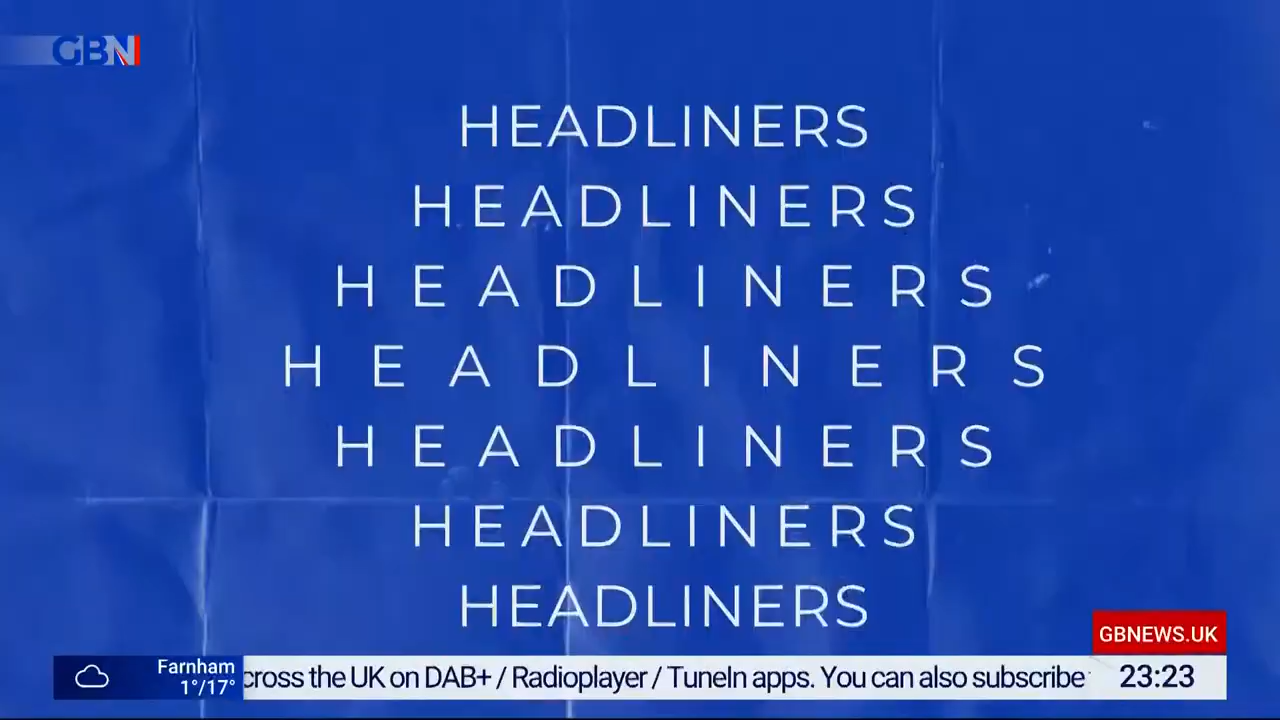 GBN
HEADLINERS
HEADLINERS
HEADLINERS
HEADLINERS
HEADLINERS
HEADLINERS
HEADLINERS
GBNEWS.UK
Farnham
1°/17°
cross the UK on DAB+ / Radioplayer / TuneIn apps. You can also subscribe
23:23